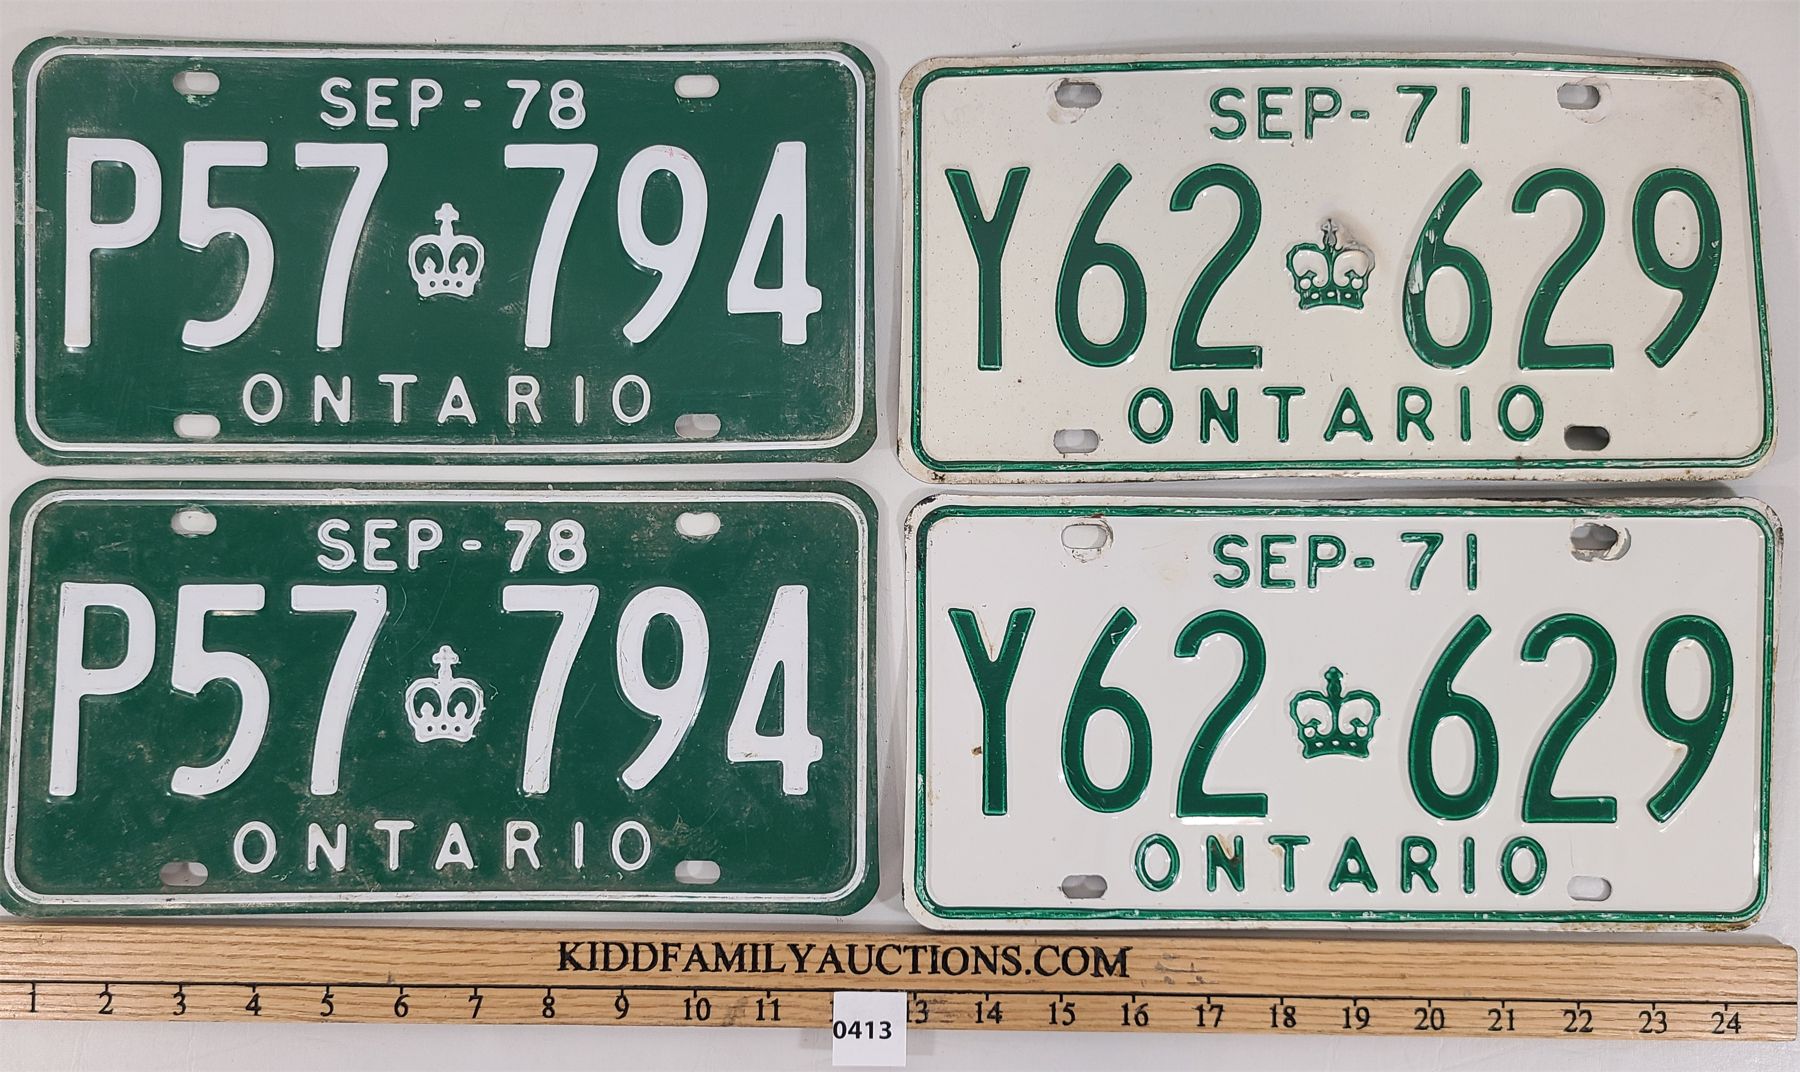 SEP - 78
P57 794
ONTARIO
SEP- 71
Y62 629
ONTARIO
SEP - 78
P57 794
ONTARIO
SEP- 71
Y62 629
ONTARIO
KIDDFAMILYAUCTIONS.COM
1 2 3 4 5 6 7 8 9 10 11 13 14 15 16 17 18 19 20 21 22 23 24
0413